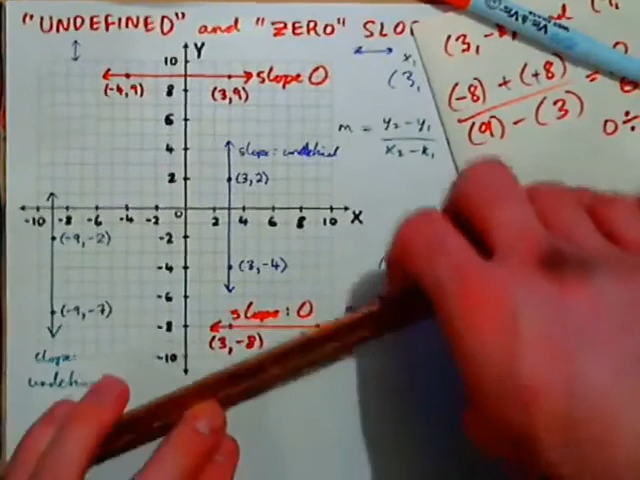 "UNDEFINED" and "ZERO" SLO
Y
10
slope 0
(-4,9)
(3,9)
8
6
4
slope: undefined
2
(3,2)
-10 -8 -6 -4 -2 0 2 4 6 8 10 X
(-9,-2)
-2
-4
(3,-4)
-6
(-9,-7)
slope: 0
-8
(3,-8)
-10
slope:
x₁
(3,
m = y₂-y₁
x₂-x₁
(3,-
(-8) + (+8)
(9) - (3)
0÷